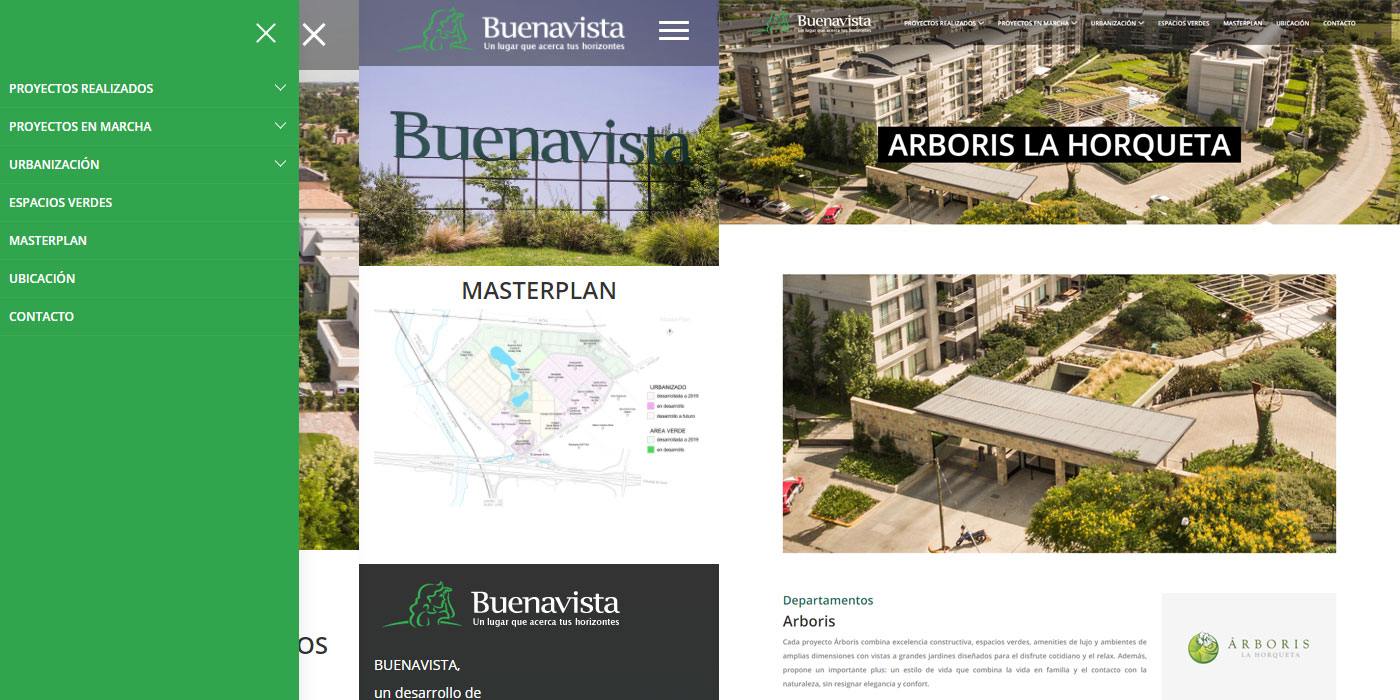 PROYECTOS REALIZADOS
PROYECTOS EN MARCHA
URBANIZACIÓN
ESPACIOS VERDES
MASTERPLAN
UBICACIÓN
CONTACTO
OS
Buenavista
Un lugar que acerca tus horizontes
Buenavista
MASTERPLAN
MasterPlan
URBANIZADO
desarrollada a 2019
en desarrollo
desarrollo a futuro
AREA VERDE
desarrollada a 2019
en desarrollo
Buenavista
Un lugar que acerca tus horizontes
BUENAVISTA,
un desarrollo de
Buenavista
Un lugar que acerca tus horizontes
PROYECTOS REALIZADOS
PROYECTOS EN MARCHA
URBANIZACIÓN
ESPACIOS VERDES
MASTERPLAN
UBICACIÓN
CONTACTO
ARBORIS LA HORQUETA
Departamentos
Arboris
Cada proyecto Árboris combina excelencia constructiva, espacios verdes, amenities de lujo y ambientes de
amplias dimensiones con vistas a grandes jardines diseñados para el disfrute cotidiano y el relax. Además,
propone un importante plus: un estilo de vida que combina la vida en familia y el contacto con la
naturaleza, sin resignar elegancia y confort.
ÁRBORIS
LA HORQUETA